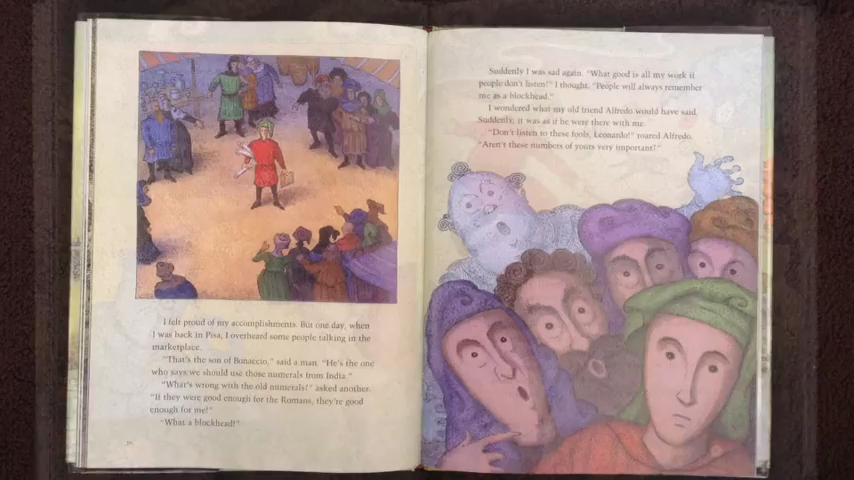 I felt proud of my accomplishments. But one day, when
I was back in Pisa, I overheard some people talking in the
marketplace.
"That's the son of Bonaccio," said a man. "He's the one
who says we should use those numerals from India."
"What's wrong with the old numerals?" asked another.
"If they were good enough for the Romans, they're good
enough for me!"
"What a blockhead!"
Suddenly I was sad again. "What good is all my work if
people don't listen?" I thought. "People will always remember
me as a blockhead."
I wondered what my old friend Alfredo would have said.
Suddenly, it was as if he were there with me.
"Don't listen to these fools, Leonardo!" roared Alfredo.
"Aren't these numbers of yours very important?"